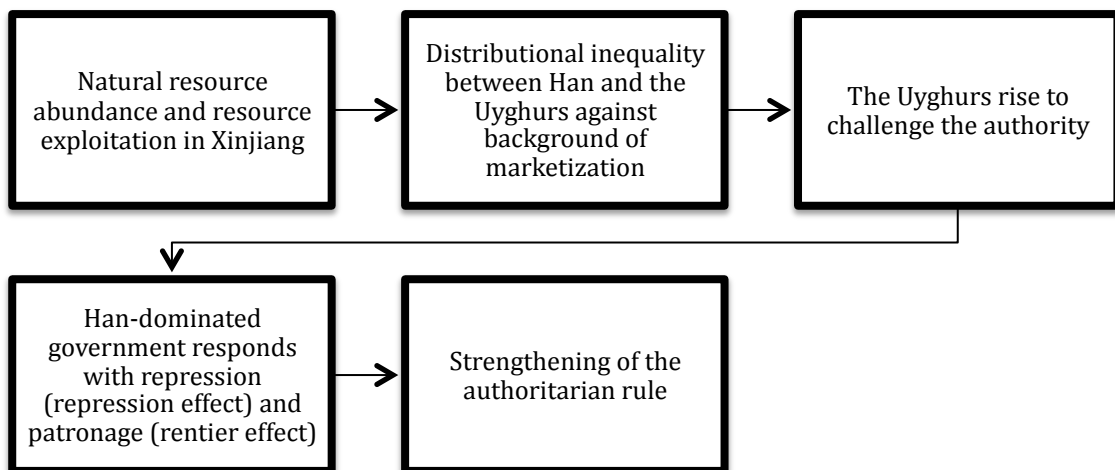 Natural resource
abundance and resource
exploitation in Xinjiang
Distributional inequality
between Han and the
Uyghurs against
background of
marketization
The Uyghurs rise to
challenge the authority
Han-dominated
government responds
with repression
(repression effect) and
patronage (rentier effect)
Strengthening of the
authoritarian rule